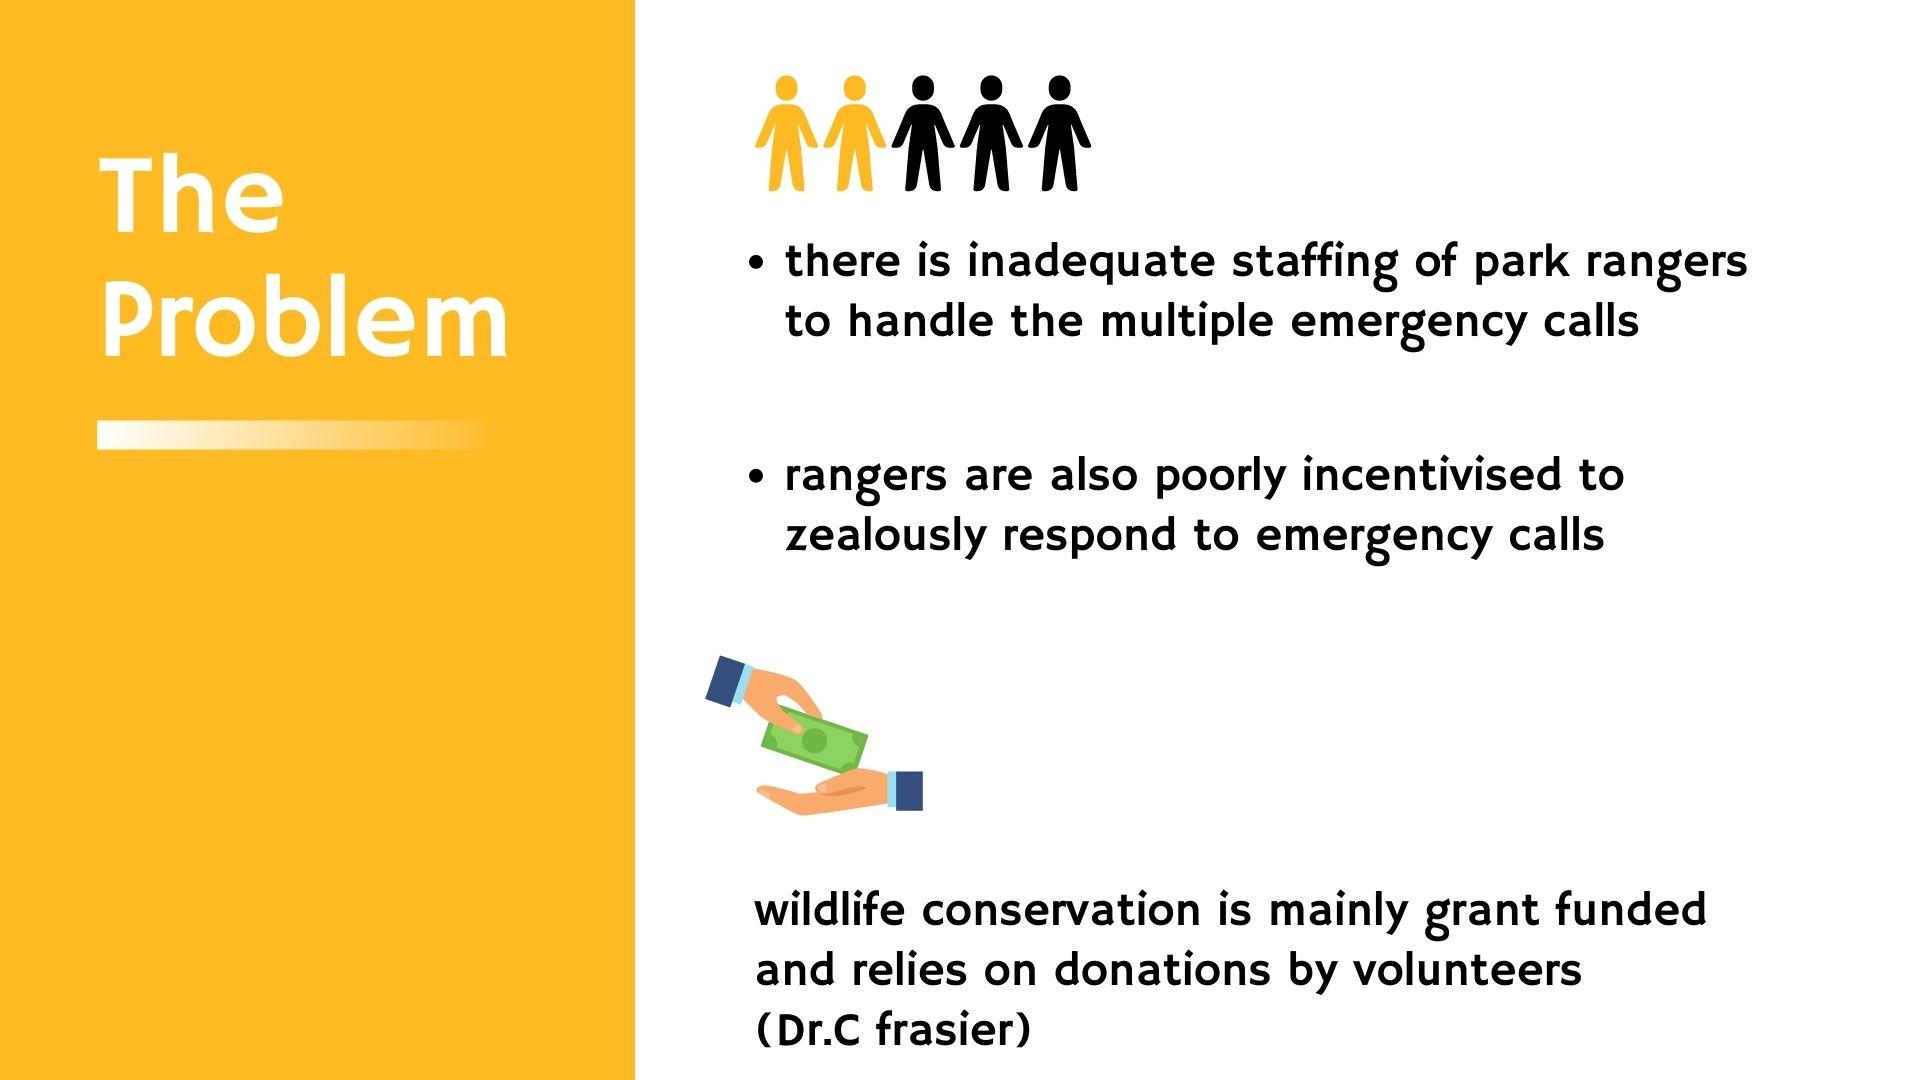 The
Problem
• there is inadequate staffing of park rangers
to handle the multiple emergency calls
• rangers are also poorly incentivised to
zealously respond to emergency calls
wildlife conservation is mainly grant funded
and relies on donations by volunteers
(Dr.C frasier)